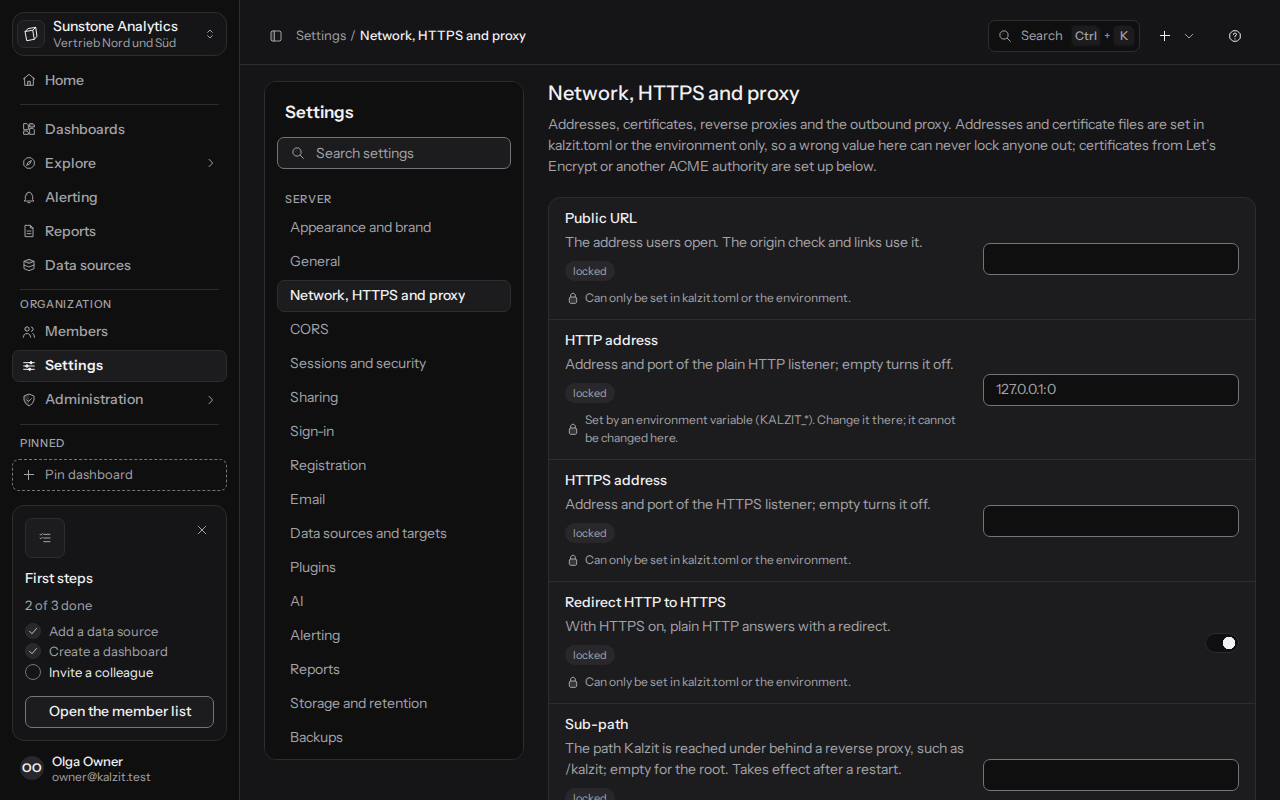 Sunstone Analytics
Vertrieb Nord und Süd
Home
Dashboards
Explore
Alerting
Reports
Data sources
ORGANIZATION
Members
Settings
Administration
PINNED
Pin dashboard
First steps
2 of 3 done
Add a data source
Create a dashboard
Invite a colleague
Open the member list
OO
Olga Owner
owner@kalzit.test
Settings / Network, HTTPS and proxy
Search Ctrl + K
Settings
Search settings
SERVER
Appearance and brand
General
Network, HTTPS and proxy
CORS
Sessions and security
Sharing
Sign-in
Registration
Email
Data sources and targets
Plugins
AI
Alerting
Reports
Storage and retention
Backups
Network, HTTPS and proxy
Addresses, certificates, reverse proxies and the outbound proxy. Addresses and certificate files are set in
kalzit.toml or the environment only, so a wrong value here can never lock anyone out; certificates from Let's
Encrypt or another ACME authority are set up below.
Public URL
The address users open. The origin check and links use it.
locked
Can only be set in kalzit.toml or the environment.
HTTP address
Address and port of the plain HTTP listener; empty turns it off.
locked
127.0.0.1:0
Set by an environment variable (KALZIT_*). Change it there; it cannot
be changed here.
HTTPS address
Address and port of the HTTPS listener; empty turns it off.
locked
Can only be set in kalzit.toml or the environment.
Redirect HTTP to HTTPS
With HTTPS on, plain HTTP answers with a redirect.
locked
Can only be set in kalzit.toml or the environment.
Sub-path
The path Kalzit is reached under behind a reverse proxy, such as
/kalzit; empty for the root. Takes effect after a restart.
locked